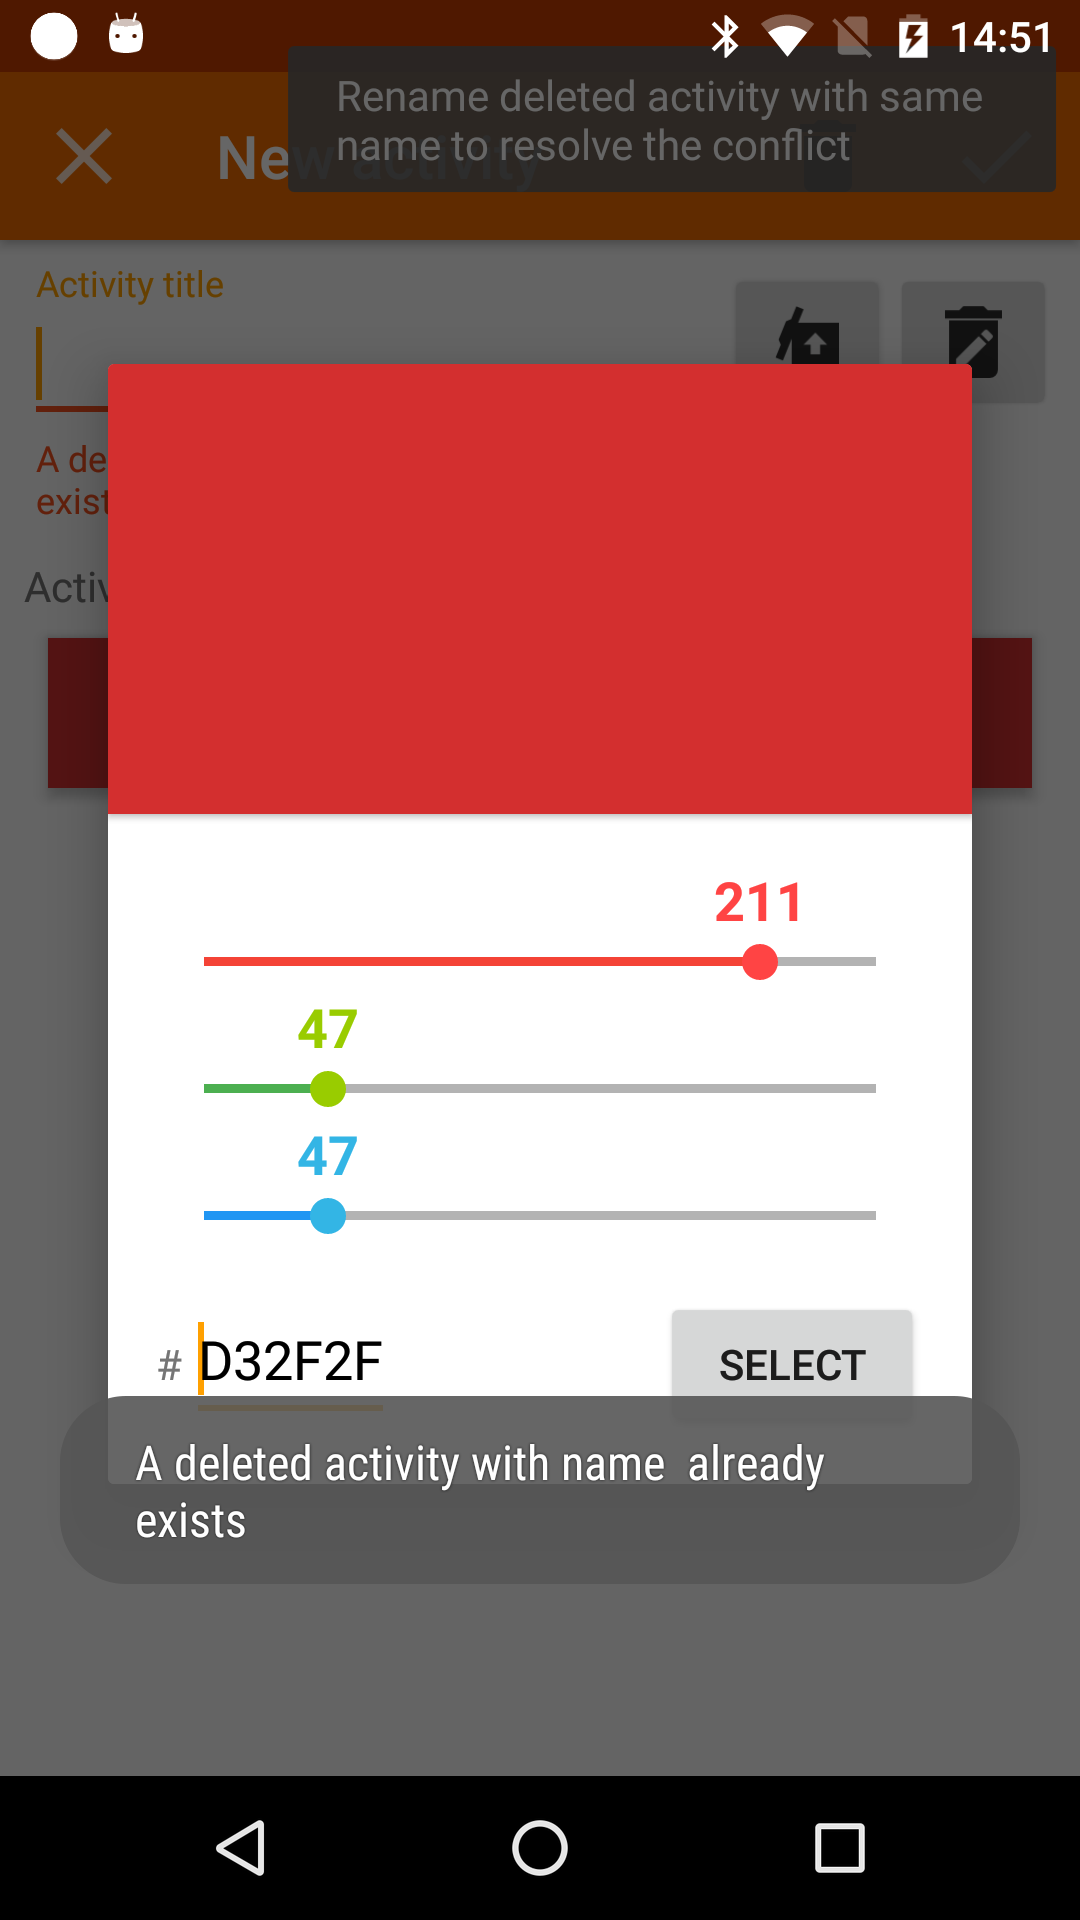 14:51
Rename deleted activity with same
name to resolve the conflict
New activity
Activity title
A de
exist
Activ
211
47
47
# D32F2F
SELECT
A deleted activity with name already
exists